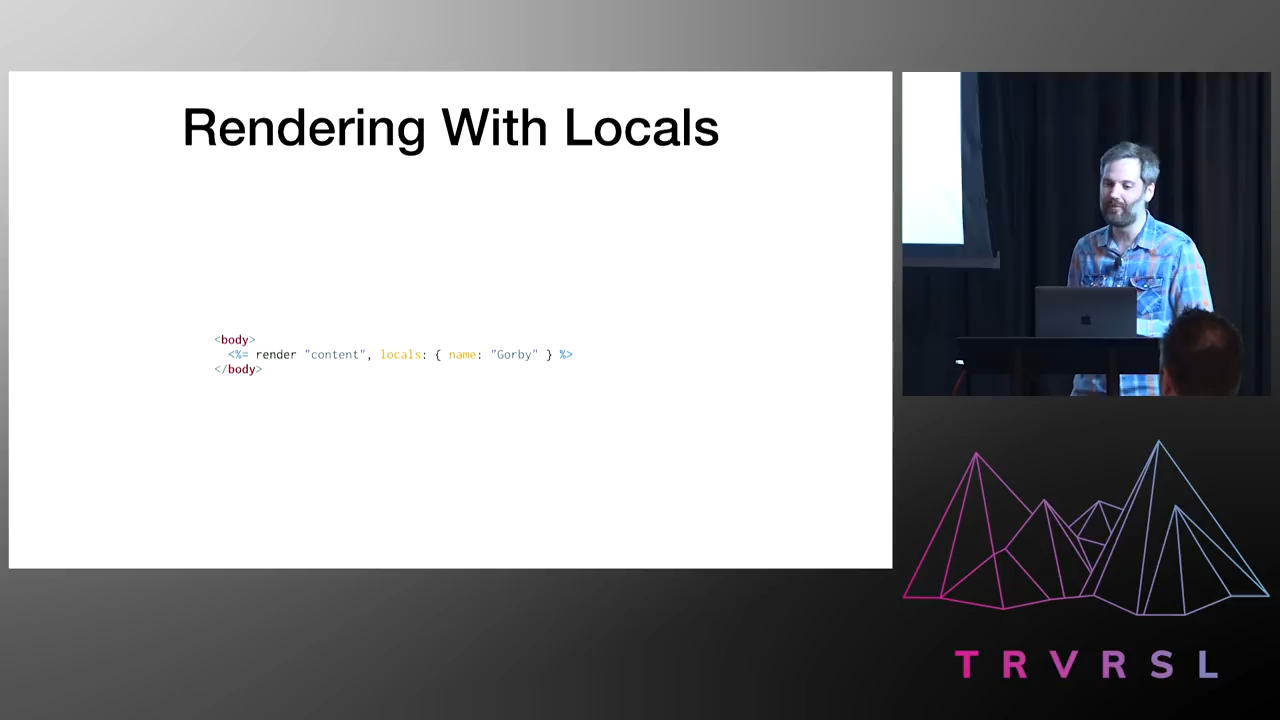 Rendering With Locals
<body>
<%= render "content", locals: { name: "Gorby" } %>
</body>
TRVRSL